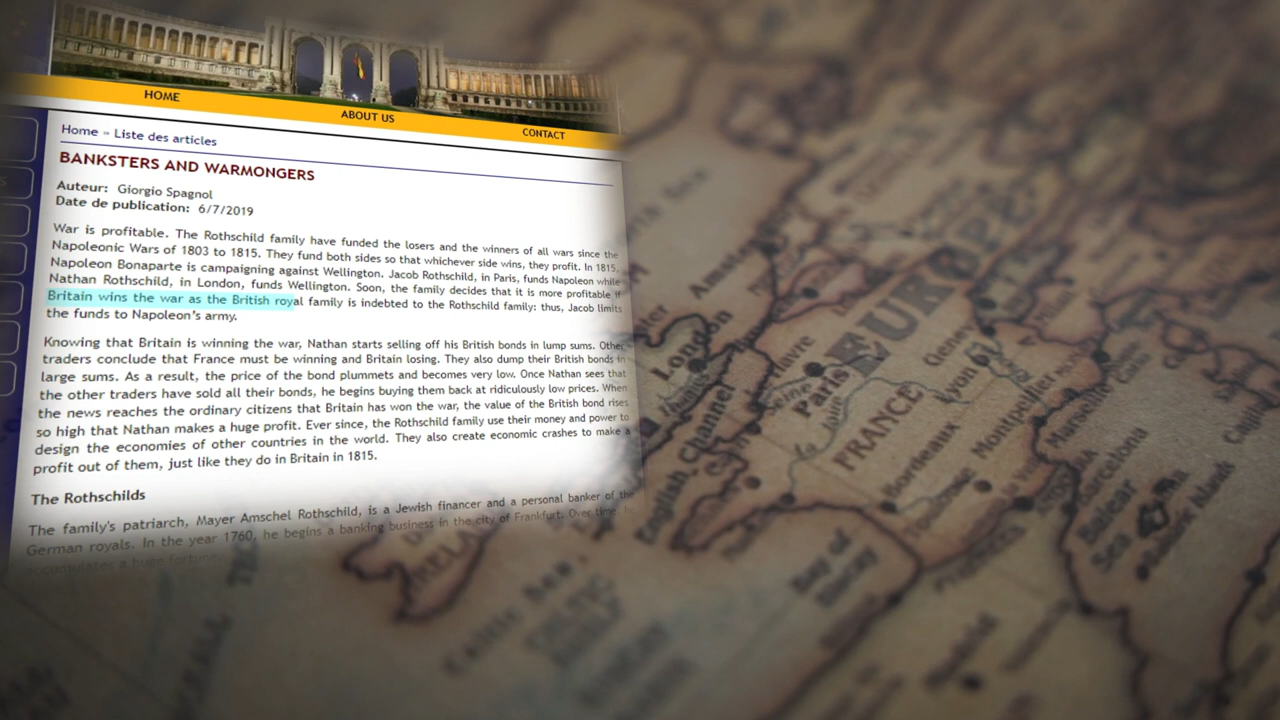 HOME
ABOUT US
CONTACT
Home » Liste des articles
BANKSTERS AND WARMONGERS
Auteur: Giorgio Spagnol
Date de publication: 6/7/2019
War is profitable. The Rothschild family have funded the losers and the winners of all wars since the
Napoleonic Wars of 1803 to 1815. They fund both sides so that whichever side wins, they profit. In 1815,
Napoleon Bonaparte is campaigning against Wellington. Jacob Rothschild, in Paris, funds Napoleon while
Nathan Rothschild, in London, funds Wellington. Soon, the family decides that it is more profitable if
Britain wins the war as the British royal family is indebted to the Rothschild family: thus, Jacob limits
the funds to Napoleon's army.
Knowing that Britain is winning the war, Nathan starts selling off his British bonds in lump sums. Other
traders conclude that France must be winning and Britain losing. They also dump their British bonds in
large sums. As a result, the price of the bond plummets and becomes very low. Once Nathan sees that
the other traders have sold all their bonds, he begins buying them back at ridiculously low prices. When
the news reaches the ordinary citizens that Britain has won the war, the value of the British bond rises
so high that Nathan makes a huge profit. Ever since, the Rothschild family use their money and power to
design the economies of other countries in the world. They also create economic crashes to make a
profit out of them, just like they do in Britain in 1815.
The Rothschilds
The family's patriarch, Mayer Amschel Rothschild, is a Jewish financer and a personal banker of the
German royals. In the year 1760, he begins a banking business in the city of Frankfurt. Over time, he
accumulates a huge fortune.
EUROPE
London
Thames
English Channel
Paris
Seine
FRANCE
Bordeaux
Lyon
Geneva
Marseille
Barcelona
Balear
Sea
Bay of
Madrid